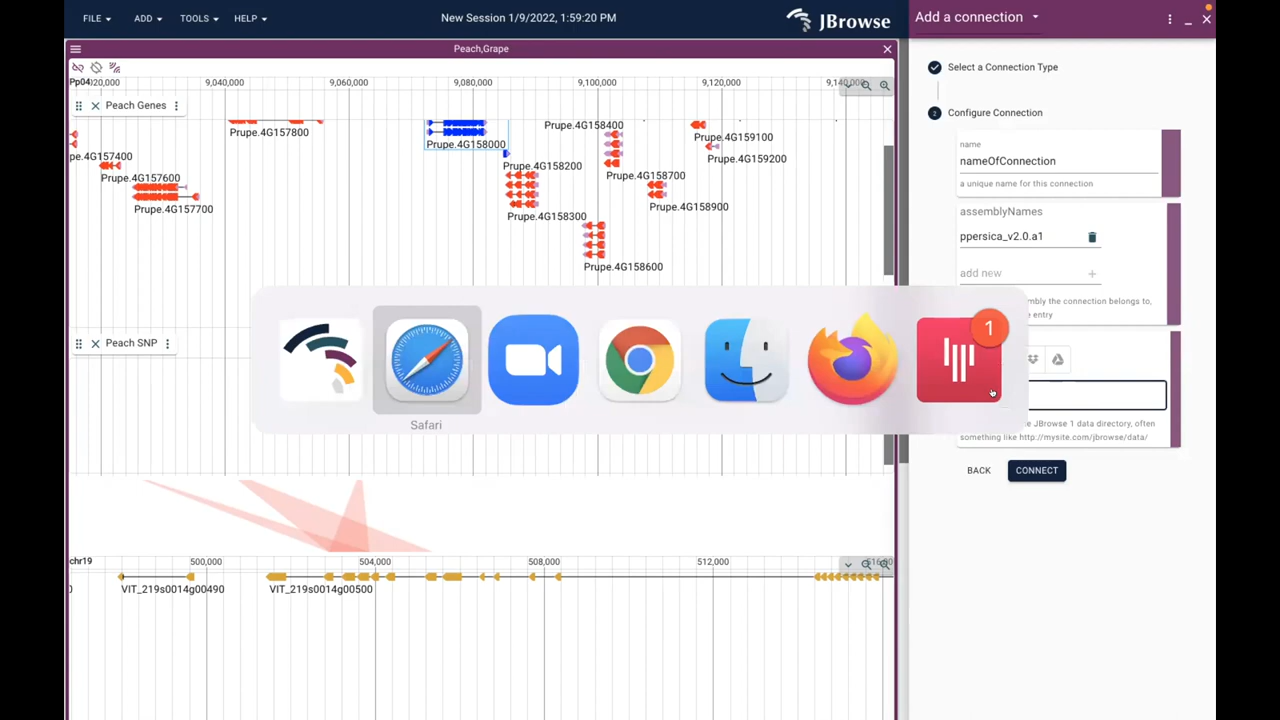 FILE ADD TOOLS HELP
New Session 1/9/2022, 1:59:20 PM
JBrowse
Add a connection
Peach,Grape
Select a Connection Type
Pp04
20,000 9,040,000 9,060,000 9,080,000 9,100,000 9,120,000 9,140,000
Peach Genes
2 Configure Connection
Prupe.4G158400
Prupe.4G157800
Prupe.4G159100
Prupe.4G158000
name
pe.4G157400
Prupe.4G159200
nameOfConnection
Prupe.4G158200
Prupe.4G157600
Prupe.4G158700
a unique name for this connection
Prupe.4G157700
Prupe.4G158900
Prupe.4G158300
assemblyNames
ppersica_v2.0.a1
Prupe.4G158600
add new
mbly the connection belongs to,
e entry
1
Peach SNP
Safari
e JBrowse 1 data directory, often
something like http://mysite.com/jbrowse/data/
BACK CONNECT
chr19
500,000 504,000 508,000 512,000
VIT_219s0014g00490 VIT_219s0014g00500